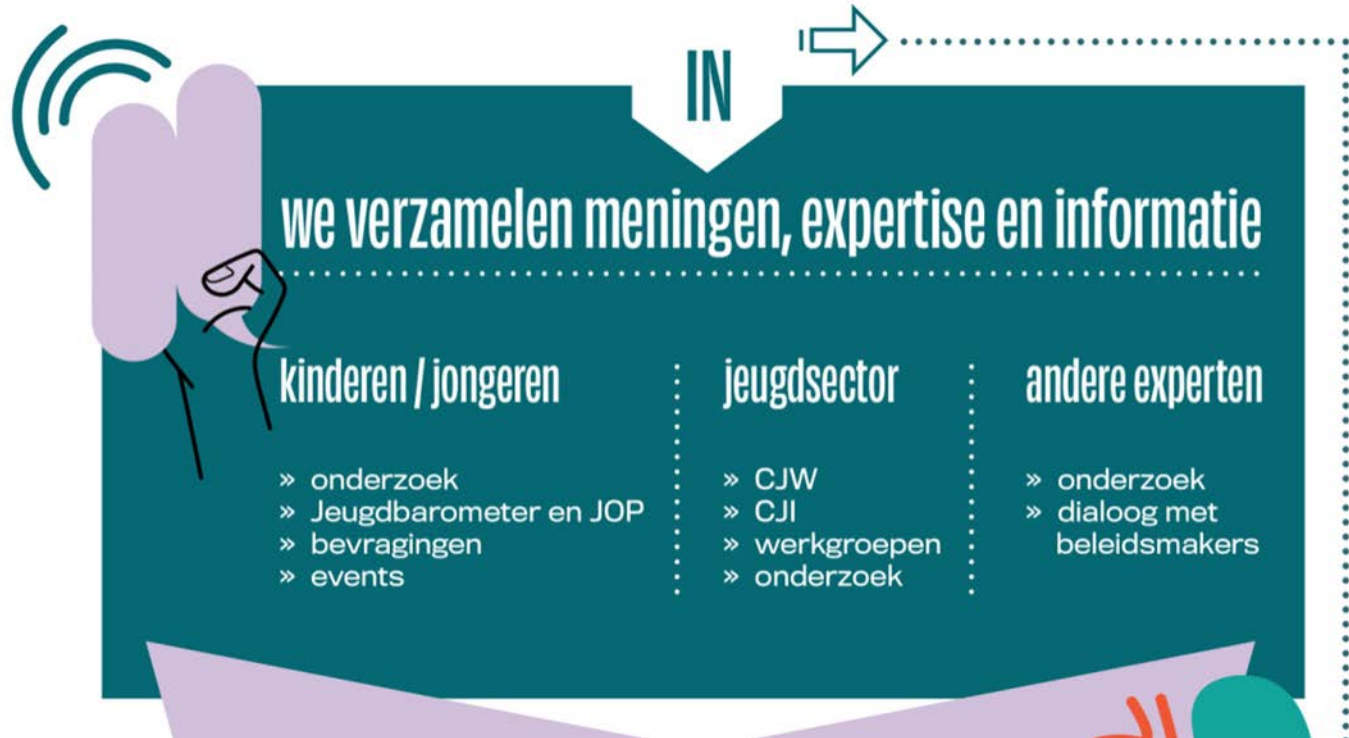 IN
we verzamelen meningen, expertise en informatie
kinderen / jongeren
» onderzoek
» Jeugdbarometer en JOP
» bevragingen
» events
jeugdsector
» CJW
» CJI
» werkgroepen
» onderzoek
andere experten
» onderzoek
» dialoog met
beleidsmakers